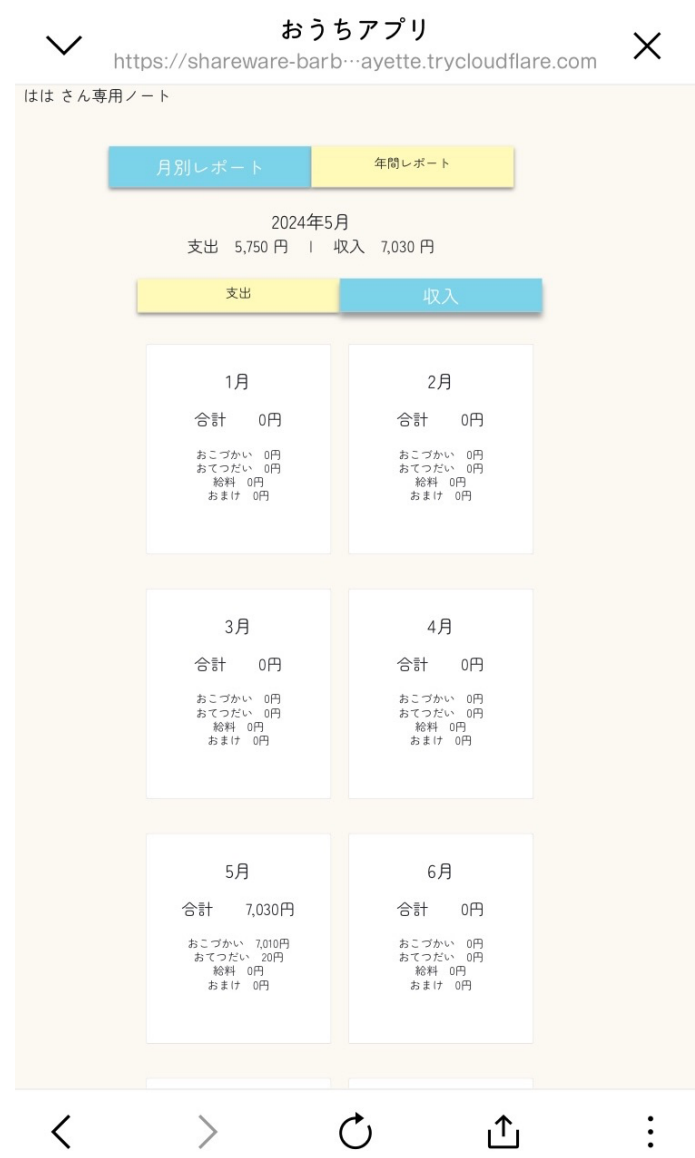 おうちアプリ
https://shareware-barb…ayette.trycloudflare.com
はは さん専用ノート
月別レポート 年間レポート
2024年5月
支出 5,750 円 | 収入 7,030 円
支出 収入
1月
合計 0円
おこづかい 0円
おてつだい 0円
給料 0円
おまけ 0円
2月
合計 0円
おこづかい 0円
おてつだい 0円
給料 0円
おまけ 0円
3月
合計 0円
おこづかい 0円
おてつだい 0円
給料 0円
おまけ 0円
4月
合計 0円
おこづかい 0円
おてつだい 0円
給料 0円
おまけ 0円
5月
合計 7,030円
おこづかい 7,010円
おてつだい 20円
給料 0円
おまけ 0円
6月
合計 0円
おこづかい 0円
おてつだい 0円
給料 0円
おまけ 0円